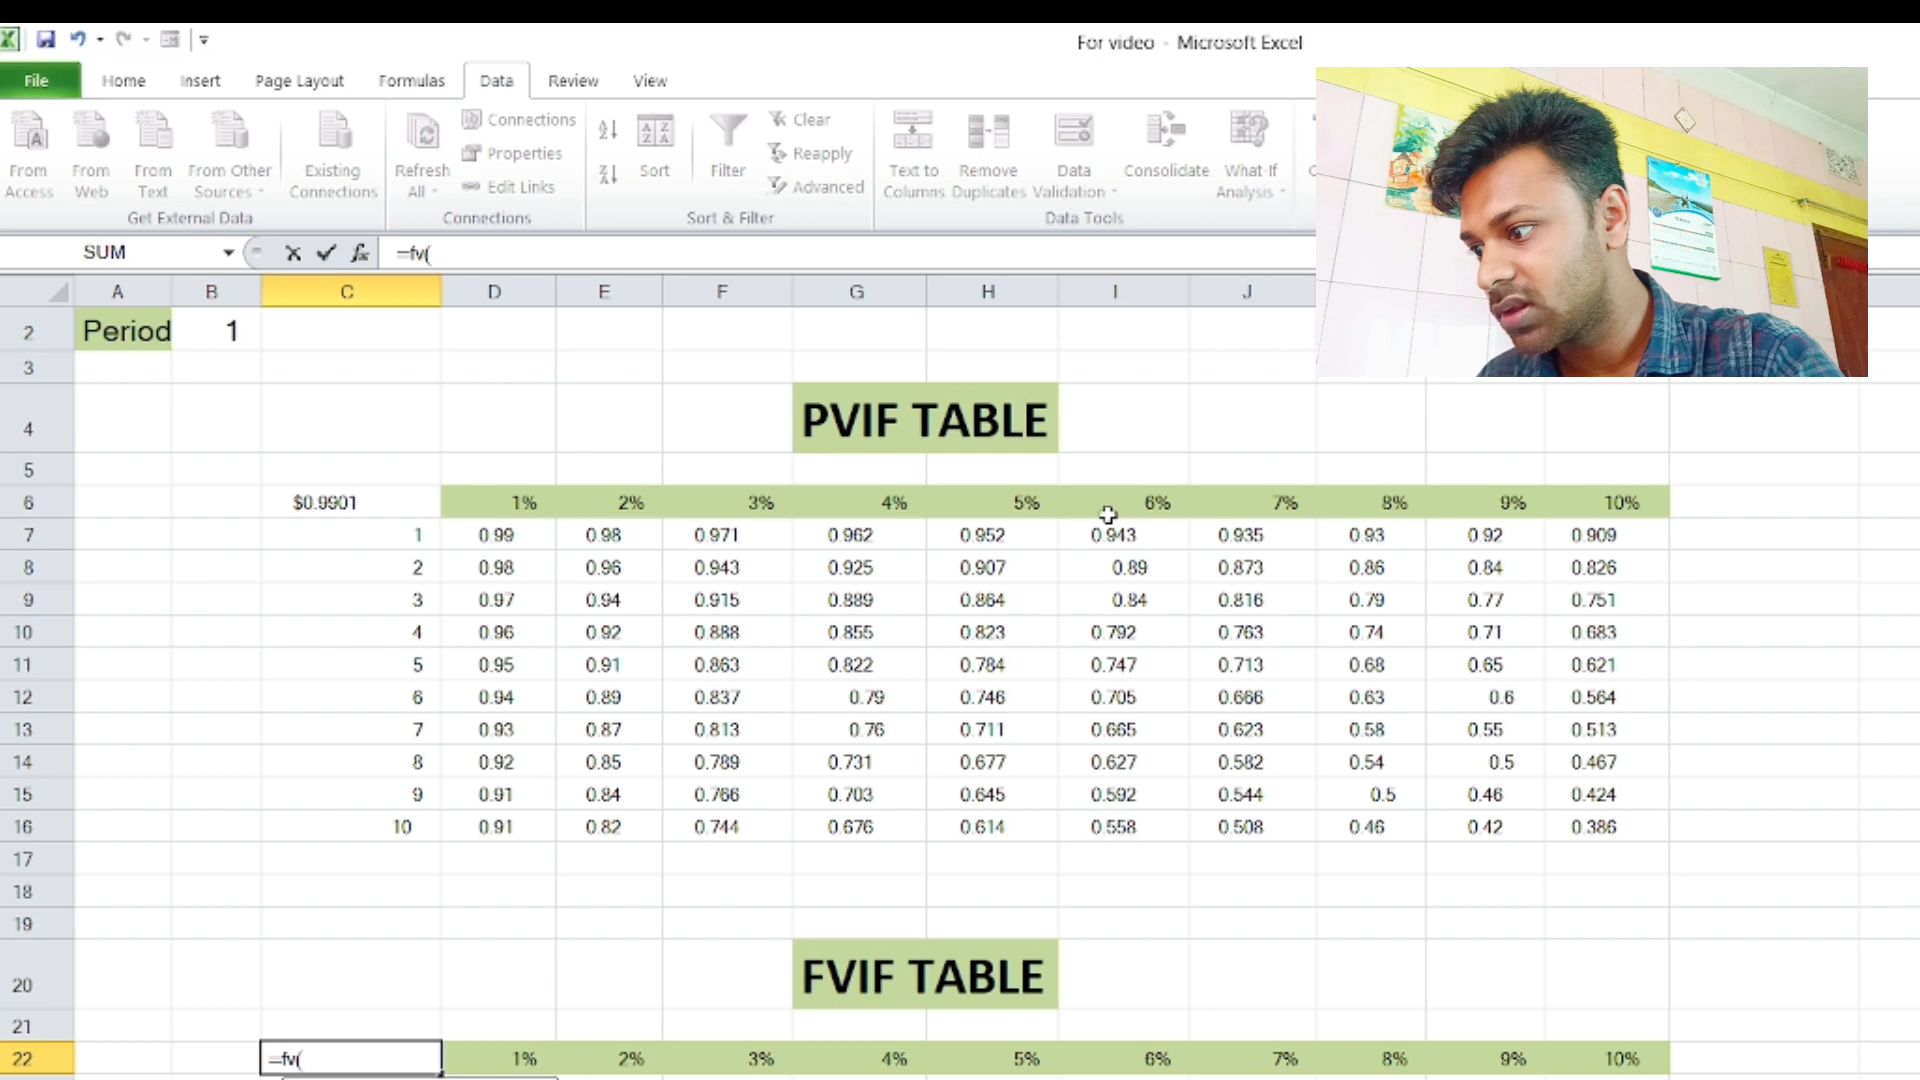 For video - Microsoft Excel
File Home Insert Page Layout Formulas Data Review View
From Access
From Web
From Text
From Other Sources
Existing Connections
Get External Data
Refresh All
Connections
Properties
Edit Links
Connections
Sort
Filter
Clear
Reapply
Advanced
Sort & Filter
Text to Columns
Remove Duplicates
Data Validation
Consolidate
What-If Analysis
Data Tools
SUM =fv(
A B C D E F G H I J
2 Period 1
3
4 PVIF TABLE
5
6 $0.9901 1% 2% 3% 4% 5% 6% 7% 8% 9% 10%
7 1 0.99 0.98 0.971 0.962 0.952 0.943 0.935 0.93 0.92 0.909
8 2 0.98 0.96 0.943 0.925 0.907 0.89 0.873 0.86 0.84 0.826
9 3 0.97 0.94 0.915 0.889 0.864 0.84 0.816 0.79 0.77 0.751
10 4 0.96 0.92 0.888 0.855 0.823 0.792 0.763 0.74 0.71 0.683
11 5 0.95 0.91 0.863 0.822 0.784 0.747 0.713 0.68 0.65 0.621
12 6 0.94 0.89 0.837 0.79 0.746 0.705 0.666 0.63 0.6 0.564
13 7 0.93 0.87 0.813 0.76 0.711 0.665 0.623 0.58 0.55 0.513
14 8 0.92 0.85 0.789 0.731 0.677 0.627 0.582 0.54 0.5 0.467
15 9 0.91 0.84 0.766 0.703 0.645 0.592 0.544 0.5 0.46 0.424
16 10 0.91 0.82 0.744 0.676 0.614 0.558 0.508 0.46 0.42 0.386
17
18
19
20 FVIF TABLE
21
22 =fv( 1% 2% 3% 4% 5% 6% 7% 8% 9% 10%